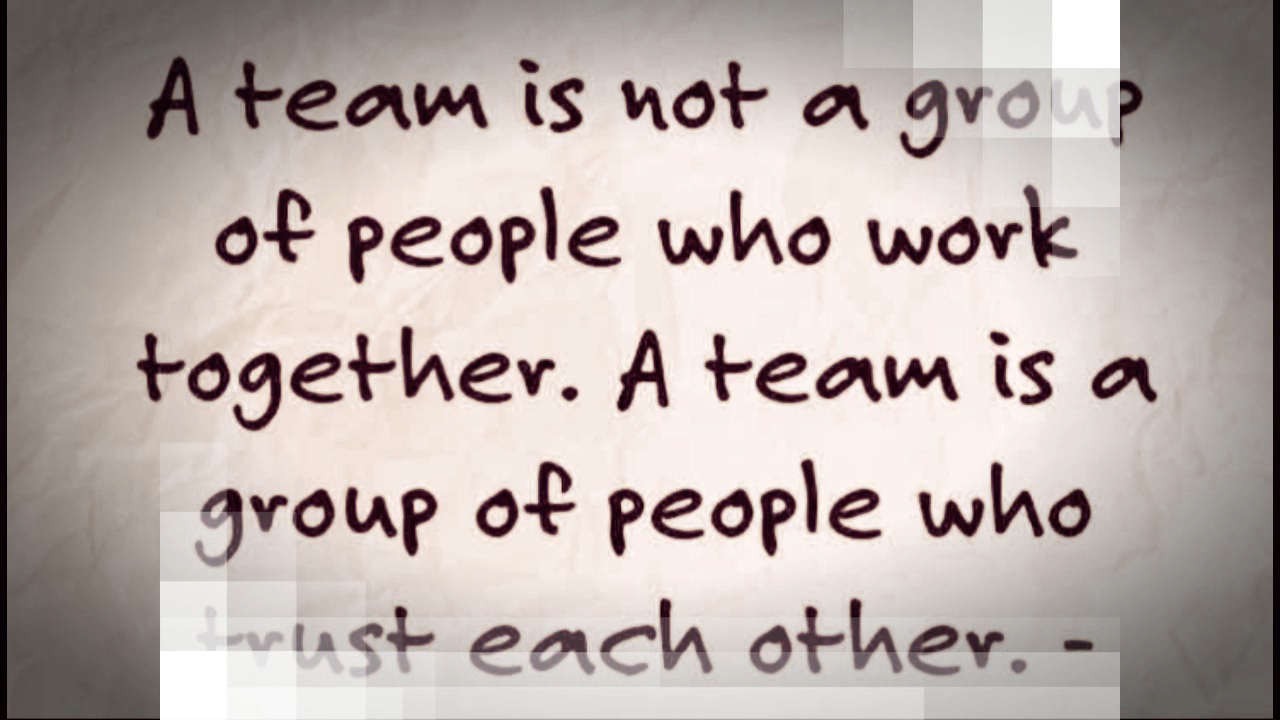 A team is not a group
of people who work
together. A team is a
group of people who
trust each other. -